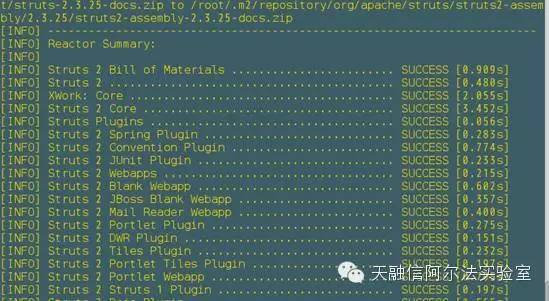 t/struts-2.3.25-docs.zip to /root/.m2/repository/org/apache/struts/struts2-assem
bly/2.3.25/struts2-assembly-2.3.25-docs.zip
[INFO] ------------------------------------------------------------------------
[INFO] Reactor Summary:
[INFO]
[INFO] Struts 2 Bill of Materials ........................ SUCCESS [0.909s]
[INFO] Struts 2 .......................................... SUCCESS [0.480s]
[INFO] XWork: Core ....................................... SUCCESS [2.055s]
[INFO] Struts 2 Core ..................................... SUCCESS [3.452s]
[INFO] Struts Plugins .................................... SUCCESS [0.056s]
[INFO] Struts 2 Spring Plugin ............................ SUCCESS [0.283s]
[INFO] Struts 2 Convention Plugin ........................ SUCCESS [0.774s]
[INFO] Struts 2 JUnit Plugin ............................. SUCCESS [0.233s]
[INFO] Struts 2 Webapps .................................. SUCCESS [0.215s]
[INFO] Struts 2 Blank Webapp ............................. SUCCESS [0.602s]
[INFO] Struts 2 JBoss Blank Webapp ....................... SUCCESS [0.357s]
[INFO] Struts 2 Mail Reader Webapp ....................... SUCCESS [0.400s]
[INFO] Struts 2 Portlet Plugin ........................... SUCCESS [0.275s]
[INFO] Struts 2 DWR Plugin ............................... SUCCESS [0.151s]
[INFO] Struts 2 Tiles Plugin ............................. SUCCESS [0.232s]
[INFO] Struts 2 Portlet Tiles Plugin ..................... SUCCESS [0.197s]
[INFO] Struts 2 Portlet Webapp
[INFO] Struts 2 Struts 1 Plugin .......................... SUCCESS [0.197s]
天融信阿尔法实验室